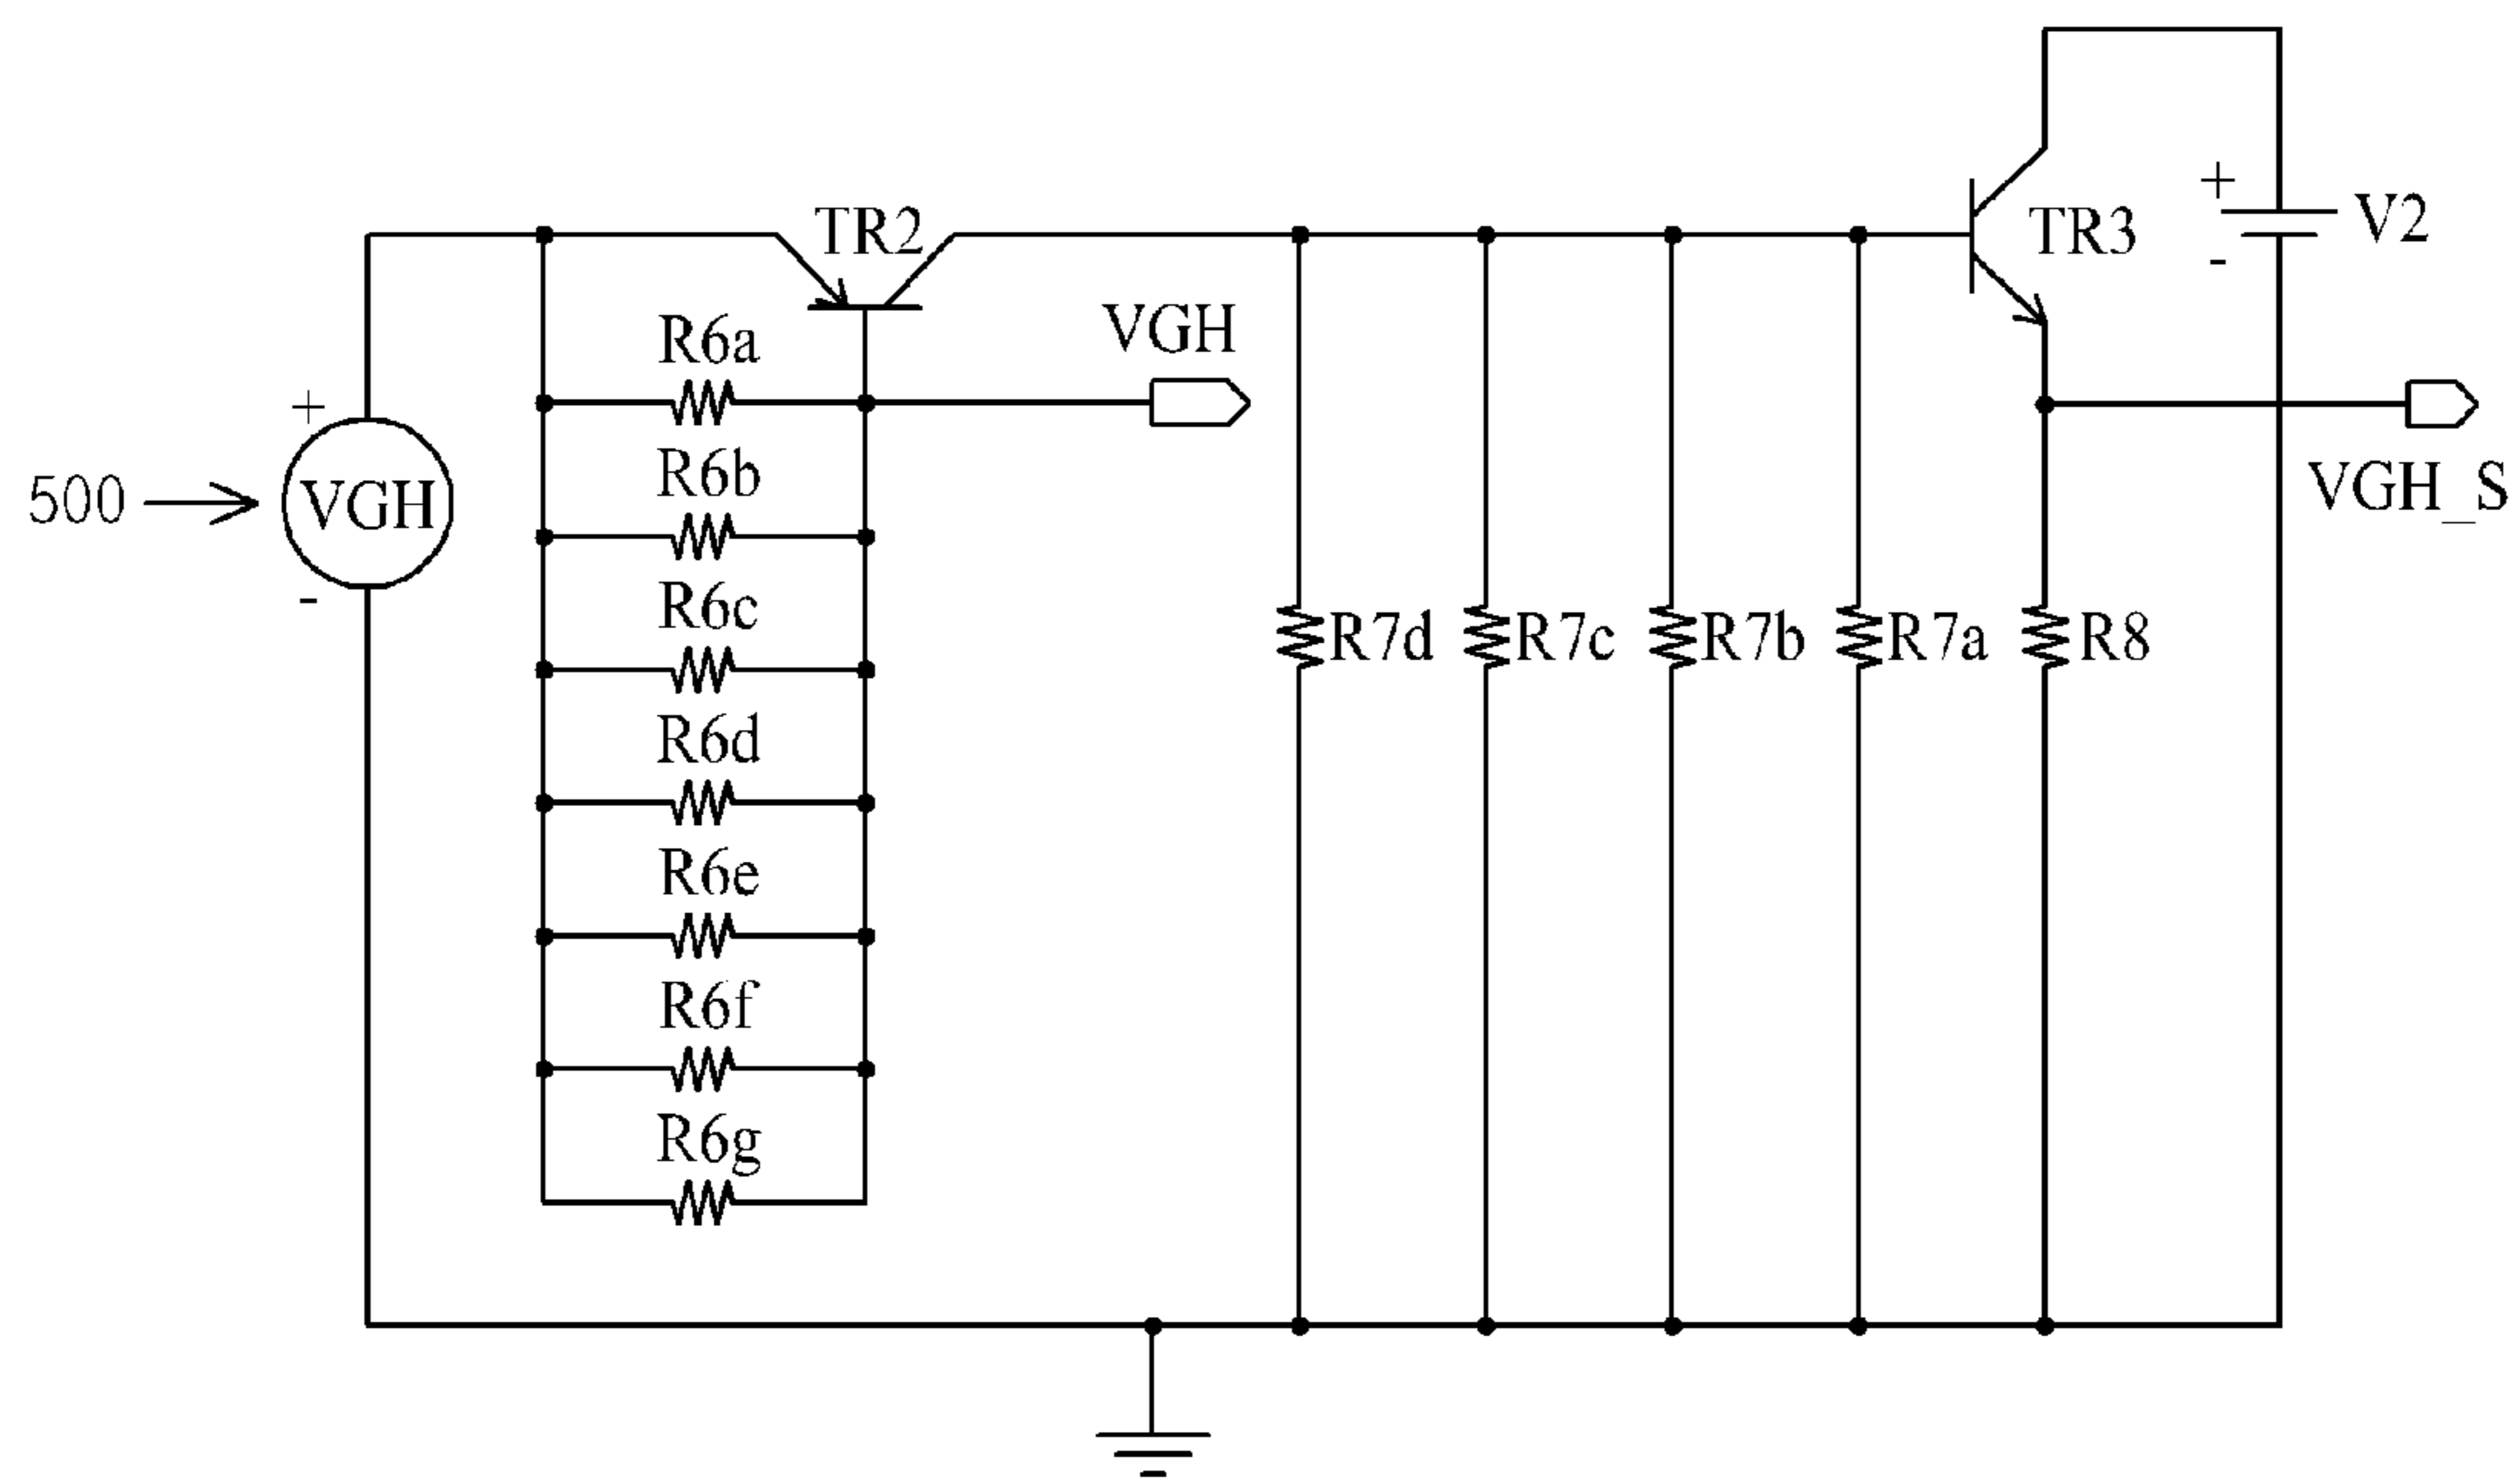 TR2
TR3
+
V2
-
R6a
VGH
+
R6b
500
VGH
VGH_S
-
R6c
R7d
R7c
R7b
R7a
R8
R6d
R6e
R6f
R6g